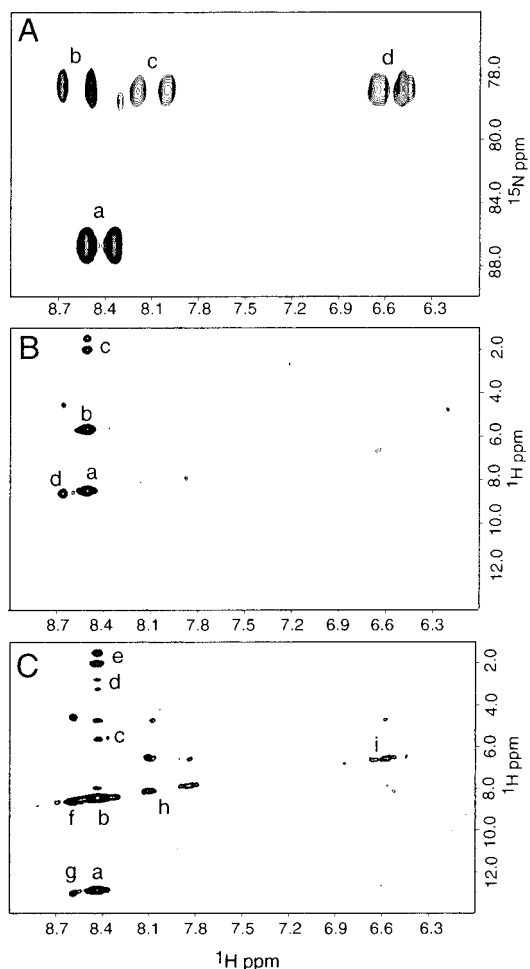 A
b
c
d
a
78.0
80.0
84.0
88.0
15N ppm
8.7 8.4 8.1 7.8 7.5 7.2 6.9 6.6 6.3
B
c
b
d a
2.0
4.0
6.0
8.0
10.0
12.0
1H ppm
8.7 8.4 8.1 7.8 7.5 7.2 6.9 6.6 6.3
C
e
d
c
i
f b h
g a
2.0
4.0
6.0
8.0
10.0
12.0
1H ppm
8.7 8.4 8.1 7.8 7.5 7.2 6.9 6.6 6.3
1H ppm